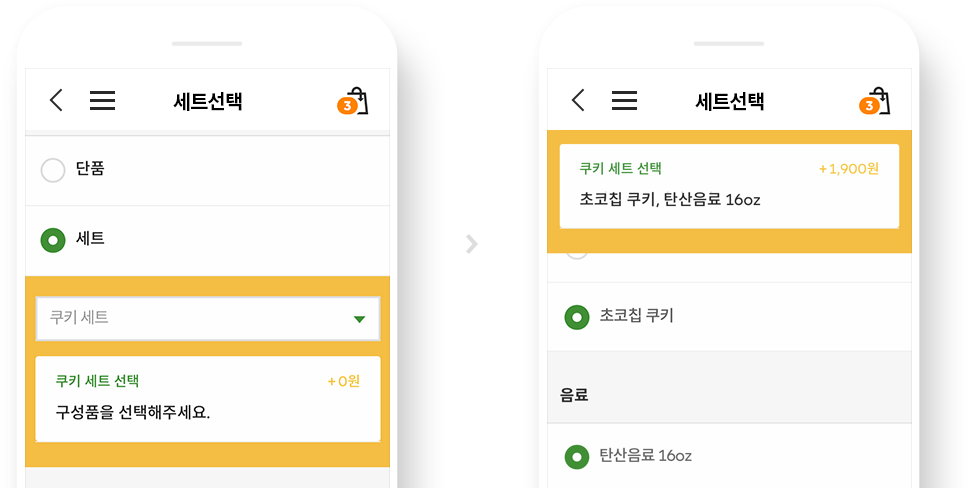 세트선택
3
단품
세트
쿠키 세트
쿠키 세트 선택 +0원
구성품을 선택해주세요.
세트선택
3
쿠키 세트 선택 +1,900원
초코칩 쿠키, 탄산음료 16oz
초코칩 쿠키
음료
탄산음료 16oz